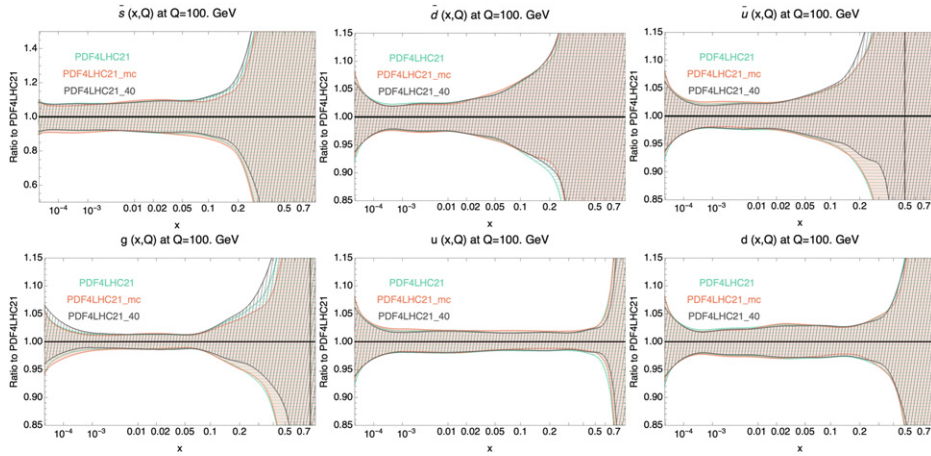 s̄ (x,Q) at Q=100. GeV
Ratio to PDF4LHC21
1.4
1.2
1.0
0.8
0.6
PDF4LHC21
PDF4LHC21_mc
PDF4LHC21_40
10⁻⁴ 10⁻³ 0.01 0.02 0.05 0.1 0.2 0.5 0.7
x
d̄ (x,Q) at Q=100. GeV
Ratio to PDF4LHC21
1.15
1.10
1.05
1.00
0.95
0.90
0.85
PDF4LHC21
PDF4LHC21_mc
PDF4LHC21_40
10⁻⁴ 10⁻³ 0.01 0.02 0.05 0.1 0.2 0.5 0.7
x
ū (x,Q) at Q=100. GeV
Ratio to PDF4LHC21
1.15
1.10
1.05
1.00
0.95
0.90
0.85
PDF4LHC21
PDF4LHC21_mc
PDF4LHC21_40
10⁻⁴ 10⁻³ 0.01 0.02 0.05 0.1 0.2 0.5 0.7
x
g (x,Q) at Q=100. GeV
Ratio to PDF4LHC21
1.15
1.10
1.05
1.00
0.95
0.90
0.85
PDF4LHC21
PDF4LHC21_mc
PDF4LHC21_40
10⁻⁴ 10⁻³ 0.01 0.02 0.05 0.1 0.2 0.5 0.7
x
u (x,Q) at Q=100. GeV
Ratio to PDF4LHC21
1.15
1.10
1.05
1.00
0.95
0.90
0.85
PDF4LHC21
PDF4LHC21_mc
PDF4LHC21_40
10⁻⁴ 10⁻³ 0.01 0.02 0.05 0.1 0.2 0.5 0.7
x
d (x,Q) at Q=100. GeV
Ratio to PDF4LHC21
1.15
1.10
1.05
1.00
0.95
0.90
0.85
PDF4LHC21
PDF4LHC21_mc
PDF4LHC21_40
10⁻⁴ 10⁻³ 0.01 0.02 0.05 0.1 0.2 0.5 0.7
x